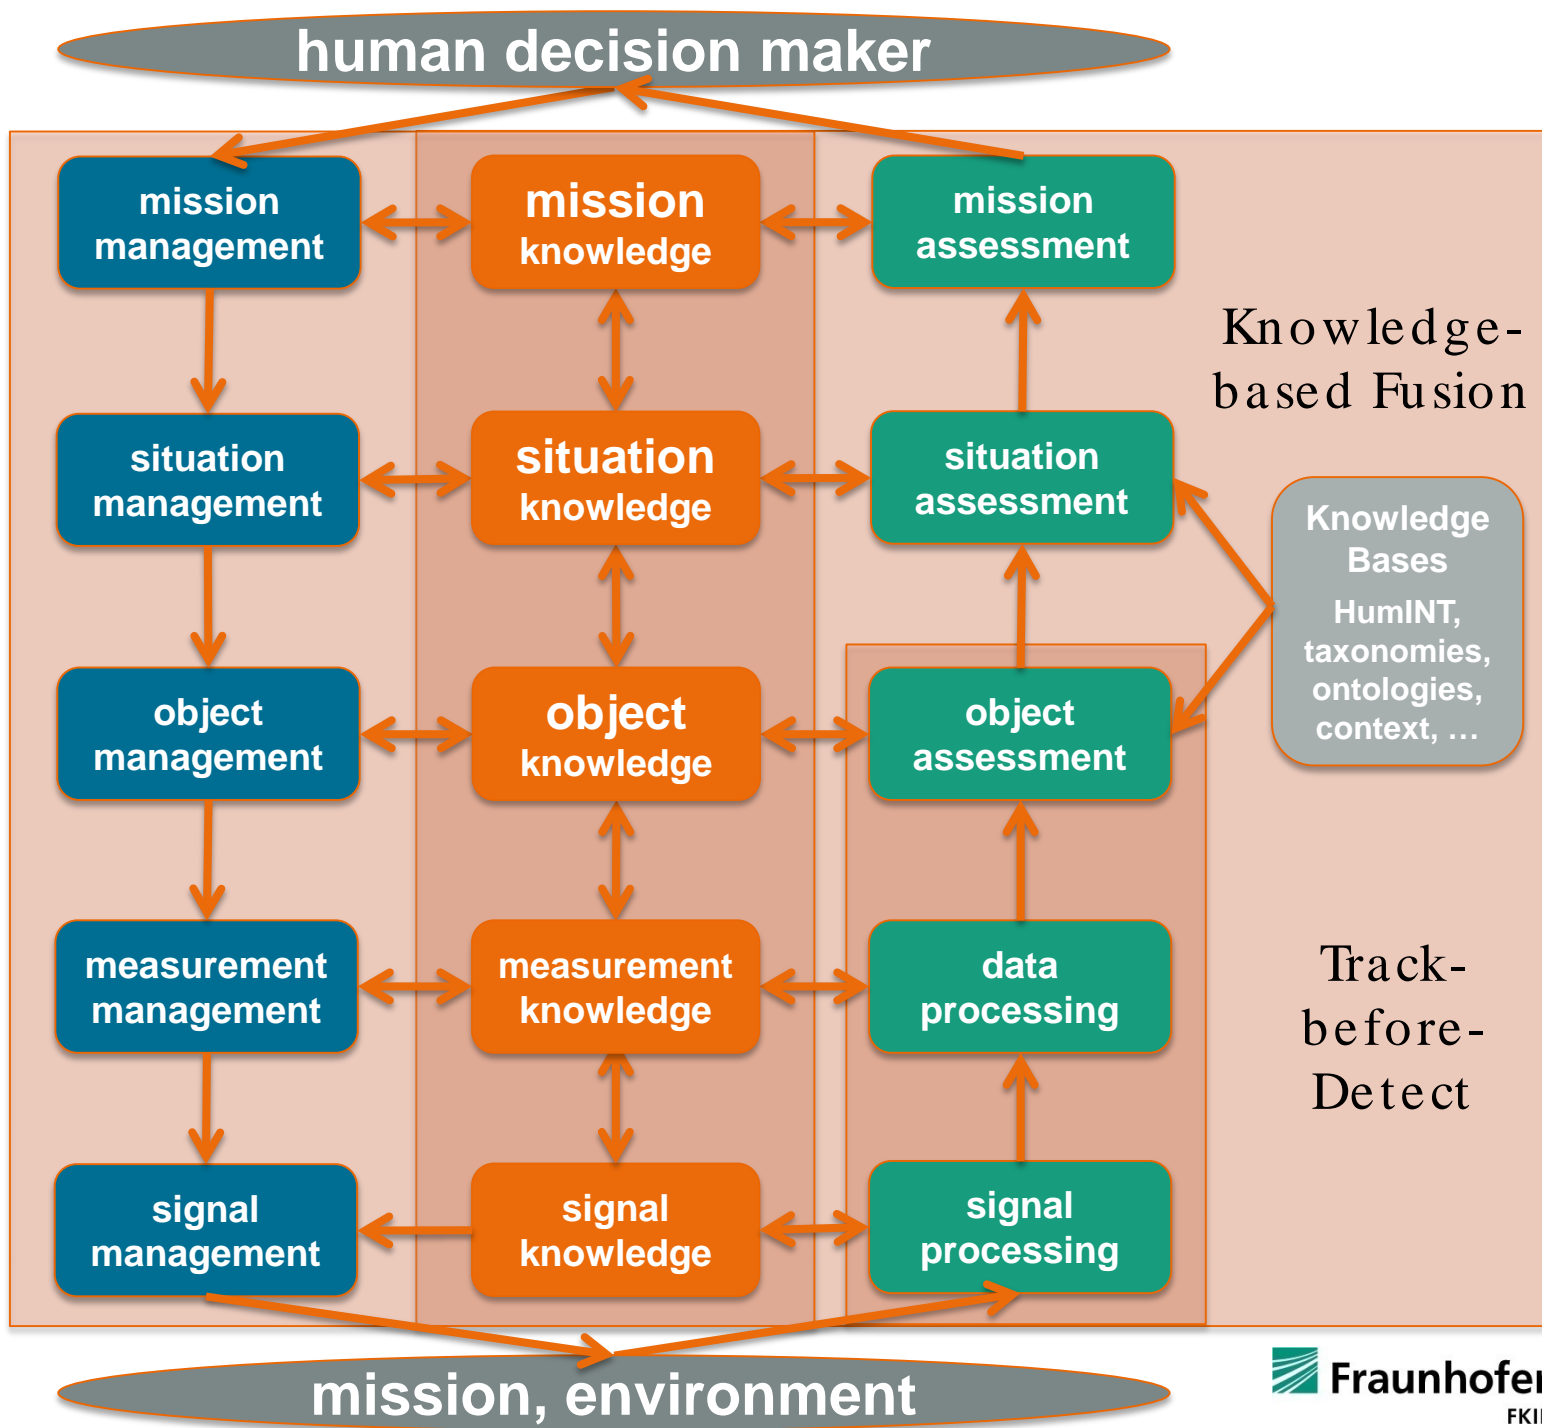 human decision maker
mission
management
mission
knowledge
mission
assessment
Knowledge-
based Fusion
situation
management
situation
knowledge
situation
assessment
Knowledge
Bases
HumINT,
taxonomies,
ontologies,
context, …
object
management
object
knowledge
object
assessment
measurement
management
measurement
knowledge
data
processing
Track-
before-
Detect
signal
management
signal
knowledge
signal
processing
mission, environment
Fraunhofer